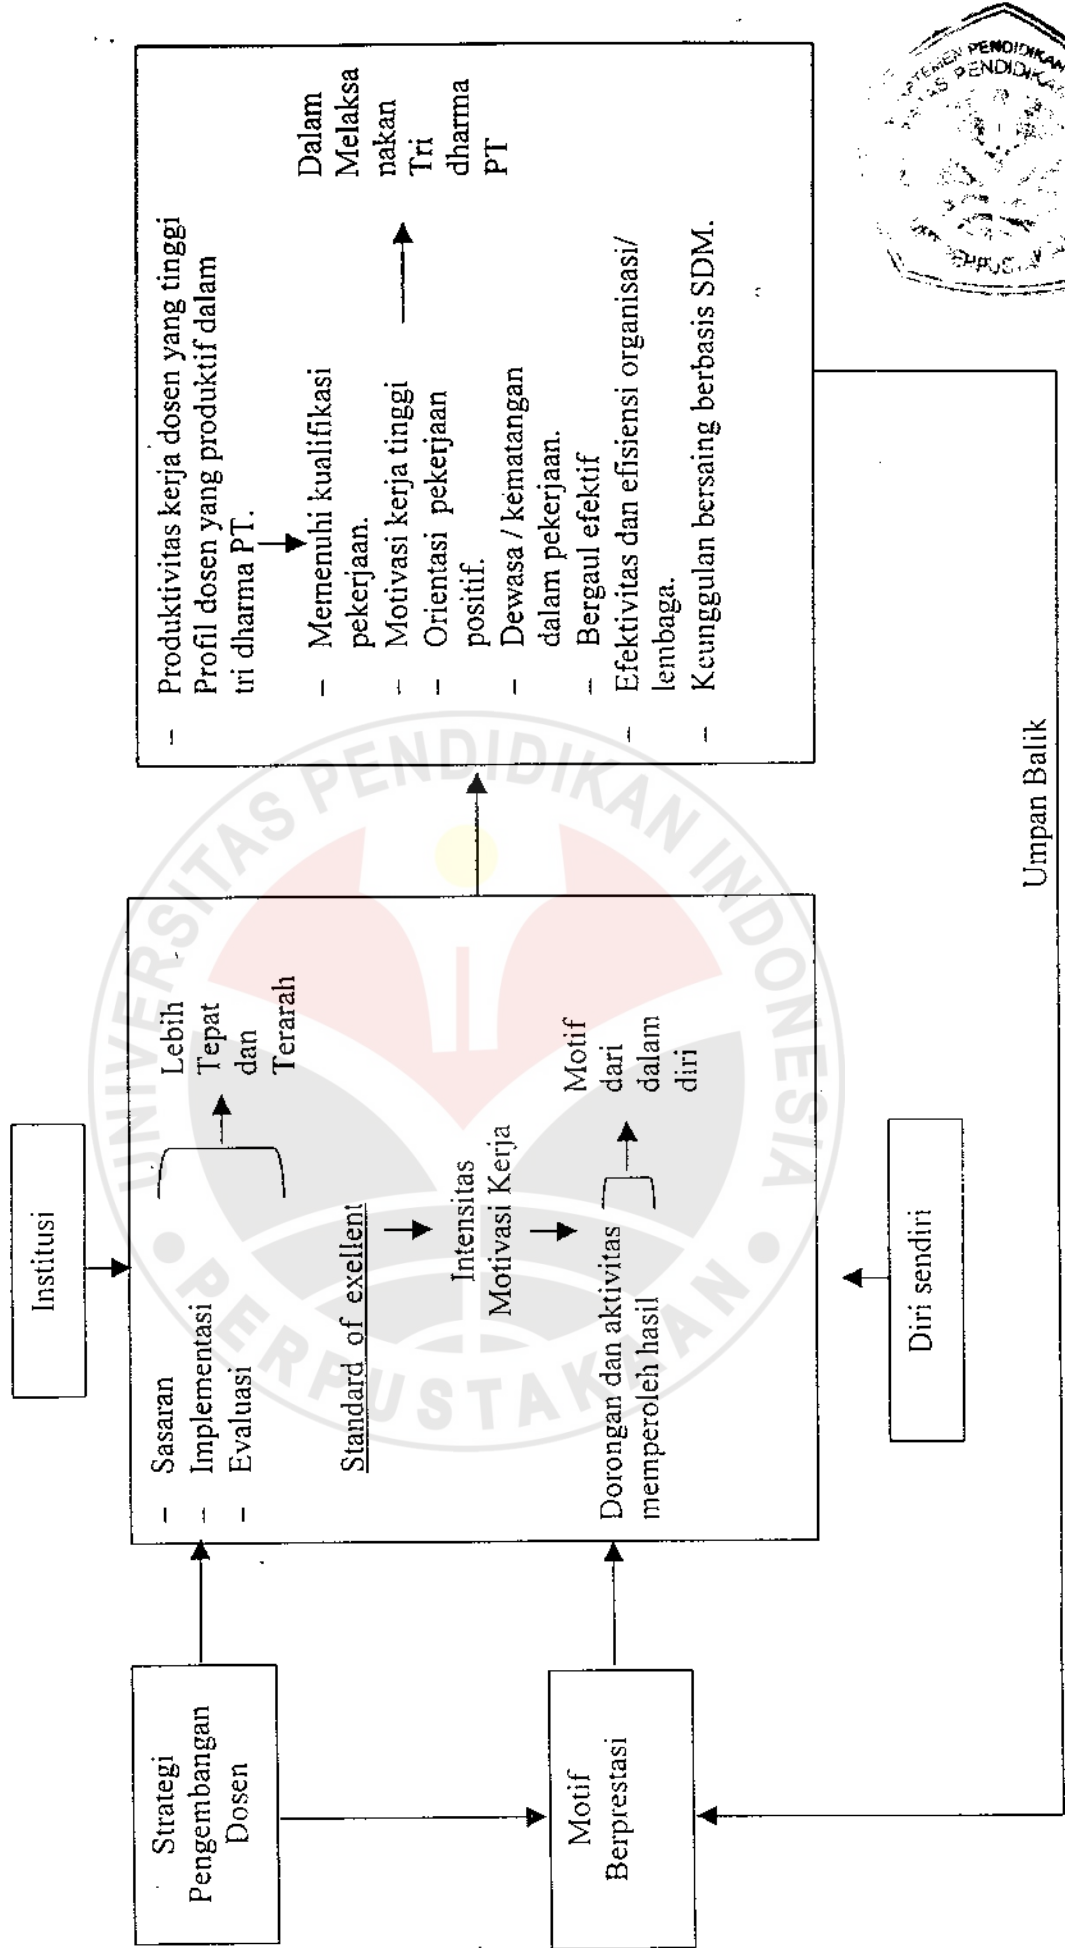 Institusi
Strategi
Pengembangan
Dosen
Motif
Berprestasi
– Sasaran
– Implementasi
– Evaluasi
Lebih
Tepat
dan
Terarah
Standard of exellent
Intensitas
Motivasi Kerja
Dorongan dan aktivitas
memperoleh hasil
Motif
dari
dalam
diri
Diri sendiri
– Produktivitas kerja dosen yang tinggi
Profil dosen yang produktif dalam
tri dharma PT.
– Memenuhi kualifikasi
pekerjaan.
– Motivasi kerja tinggi
– Orientasi pekerjaan
positif.
– Dewasa / kematangan
dalam pekerjaan.
– Bergaul efektif
– Efektivitas dan efisiensi organisasi/
lembaga.
– Keunggulan bersaing berbasis SDM.
Dalam
Melaksa
nakan
Tri
dharma
PT
Umpan Balik
UNIVERSITAS PENDIDIKAN INDONESIA
PERPUSTAKAAN
PENDIDIKAN